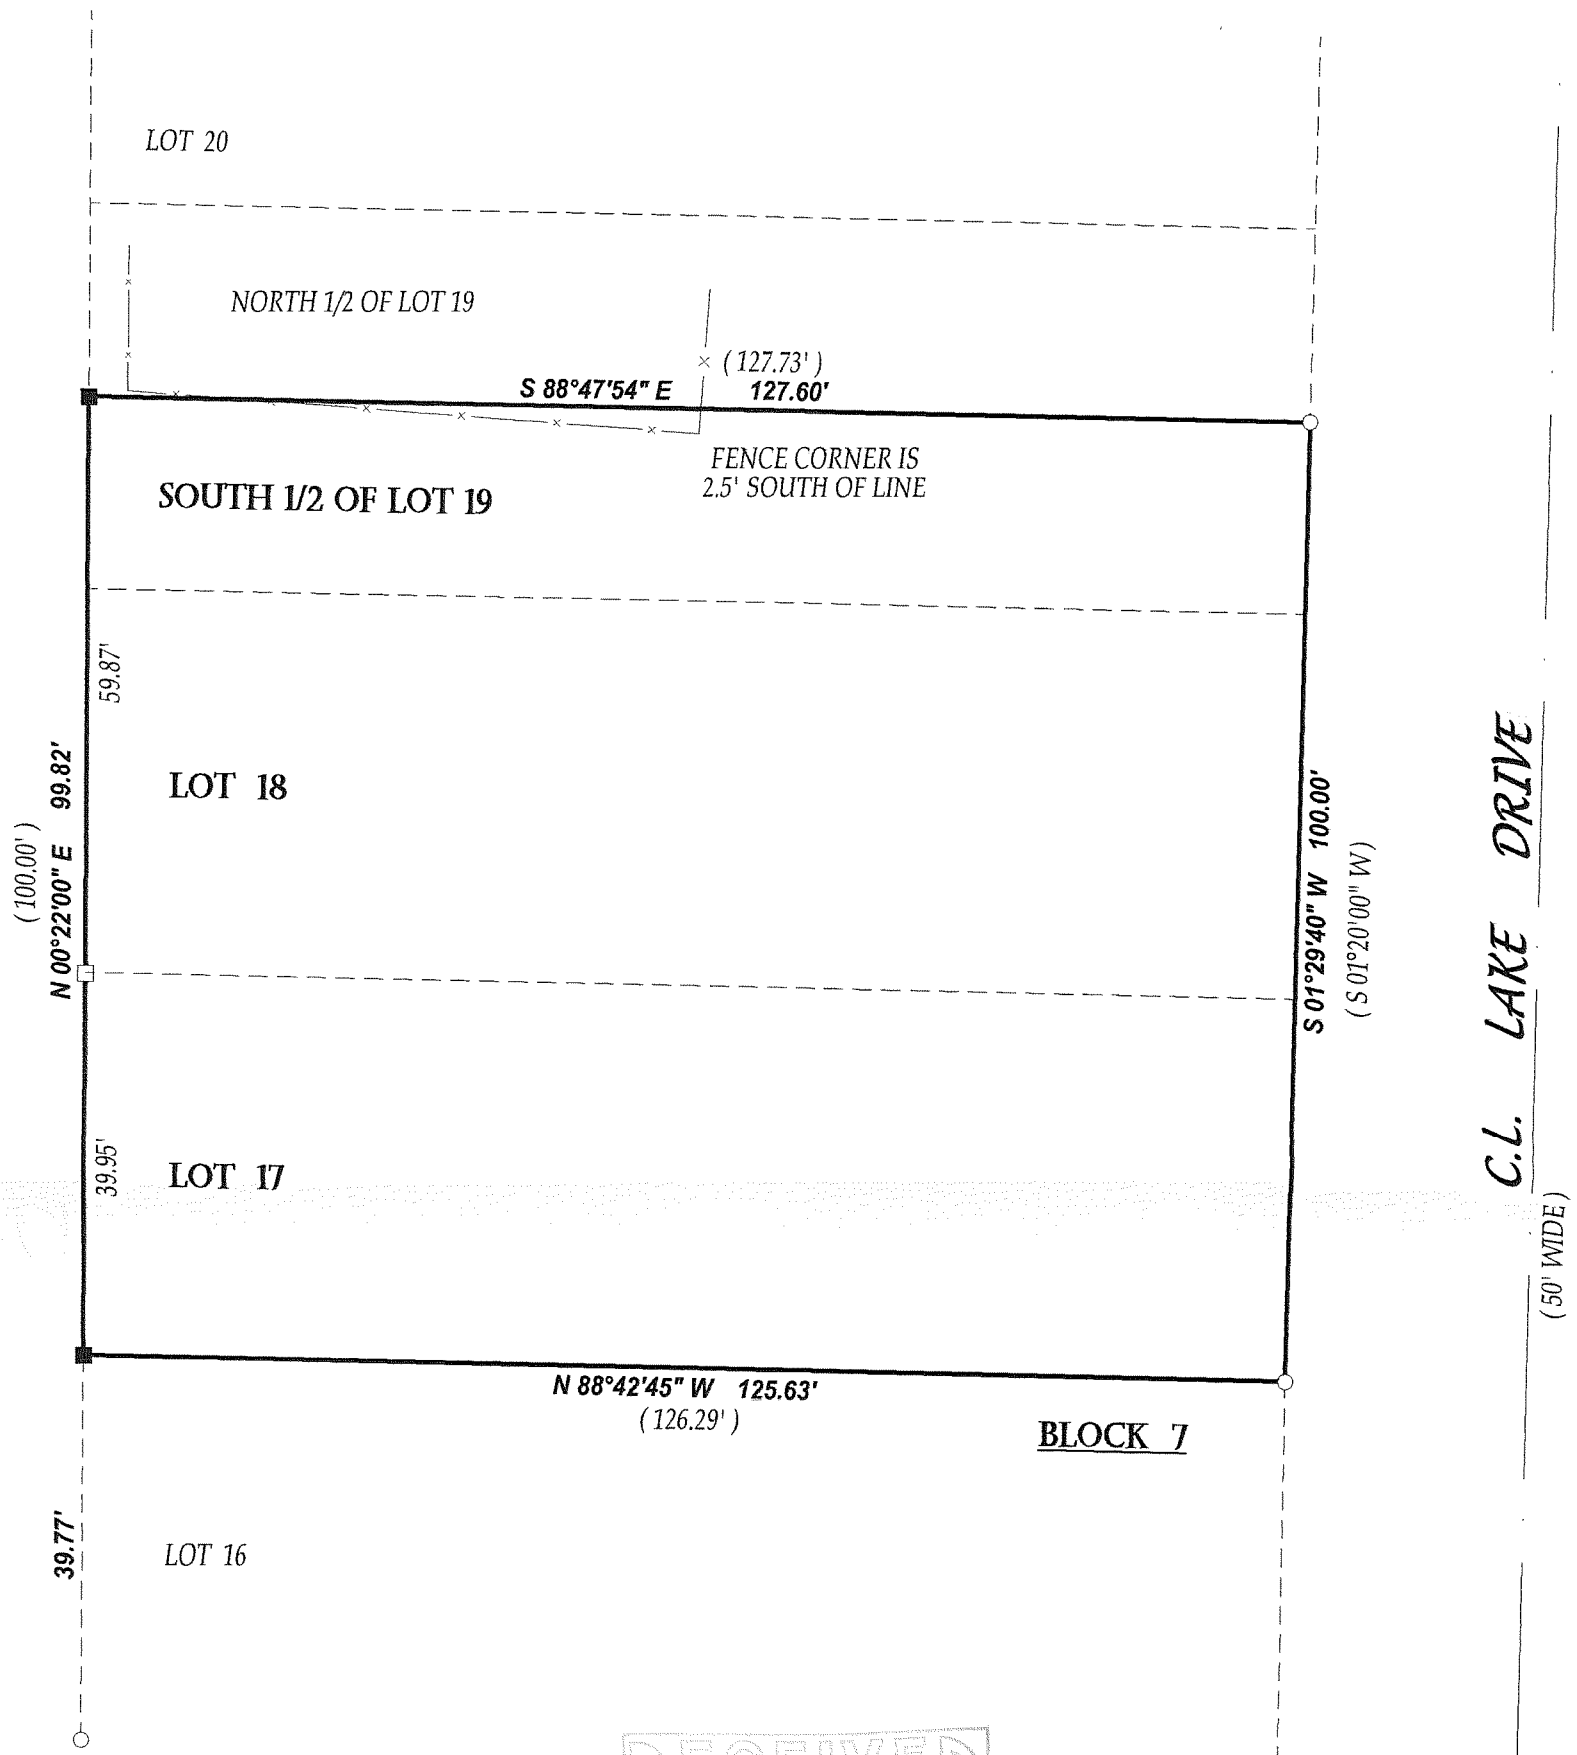 LOT 20
NORTH 1/2 OF LOT 19
( 127.73' )
S 88°47'54" E 127.60'
FENCE CORNER IS
2.5' SOUTH OF LINE
SOUTH 1/2 OF LOT 19
59.87'
LOT 18
N 00°22'00" E 99.82'
( 100.00' )
S 01°29'40" W 100.00'
( S 01°20'00" W )
C.L. LAKE DRIVE
( 50' WIDE )
39.95'
LOT 17
N 88°42'45" W 125.63'
( 126.29' )
BLOCK 7
39.77'
LOT 16
RECEIVED